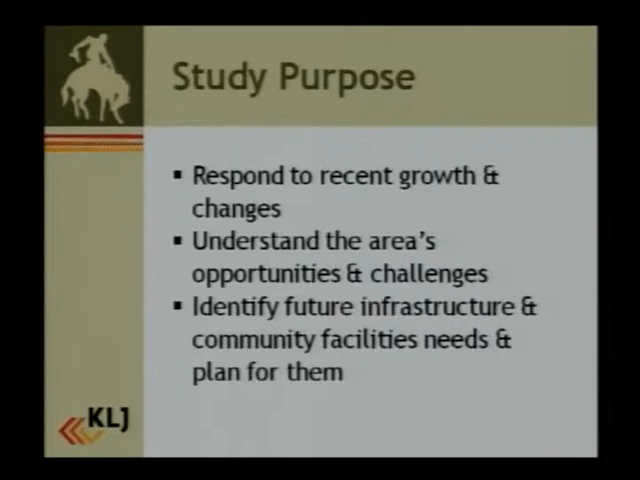 Study Purpose
▪ Respond to recent growth &
changes
▪ Understand the area's
opportunities & challenges
▪ Identify future infrastructure &
community facilities needs &
plan for them
KLJ